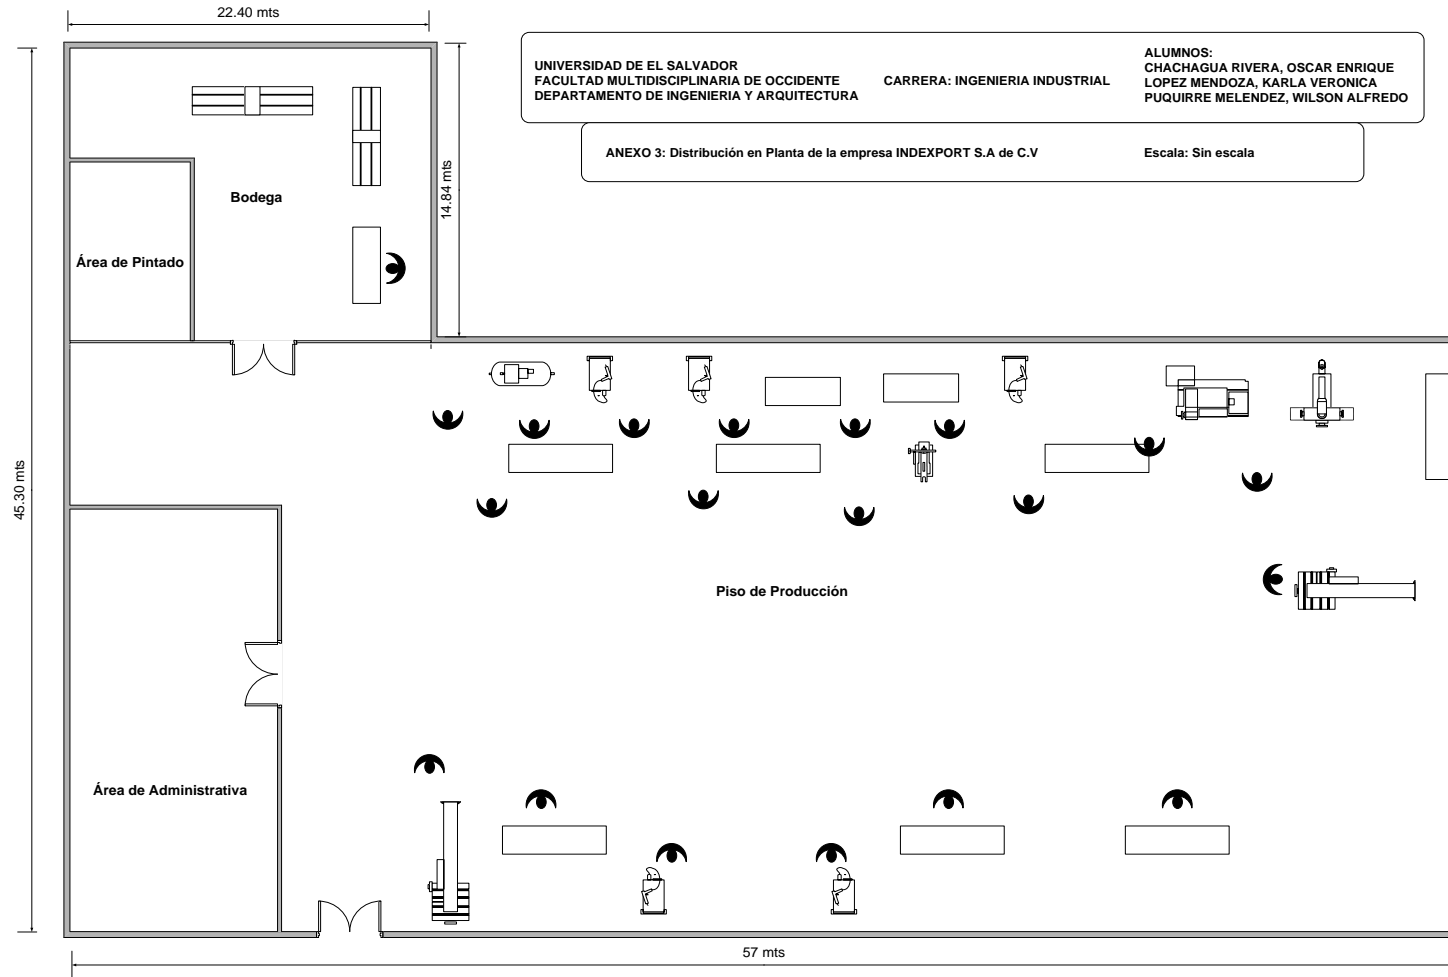 22.40 mts
UNIVERSIDAD DE EL SALVADOR
FACULTAD MULTIDISCIPLINARIA DE OCCIDENTE
DEPARTAMENTO DE INGENIERIA Y ARQUITECTURA
CARRERA: INGENIERIA INDUSTRIAL
ALUMNOS:
CHACHAGUA RIVERA, OSCAR ENRIQUE
LOPEZ MENDOZA, KARLA VERONICA
PUQUIRRE MELENDEZ, WILSON ALFREDO
ANEXO 3: Distribución en Planta de la empresa INDEXPORT S.A de C.V
Escala: Sin escala
14.84 mts
Bodega
Área de Pintado
45.30 mts
Piso de Producción
Área de Administrativa
57 mts